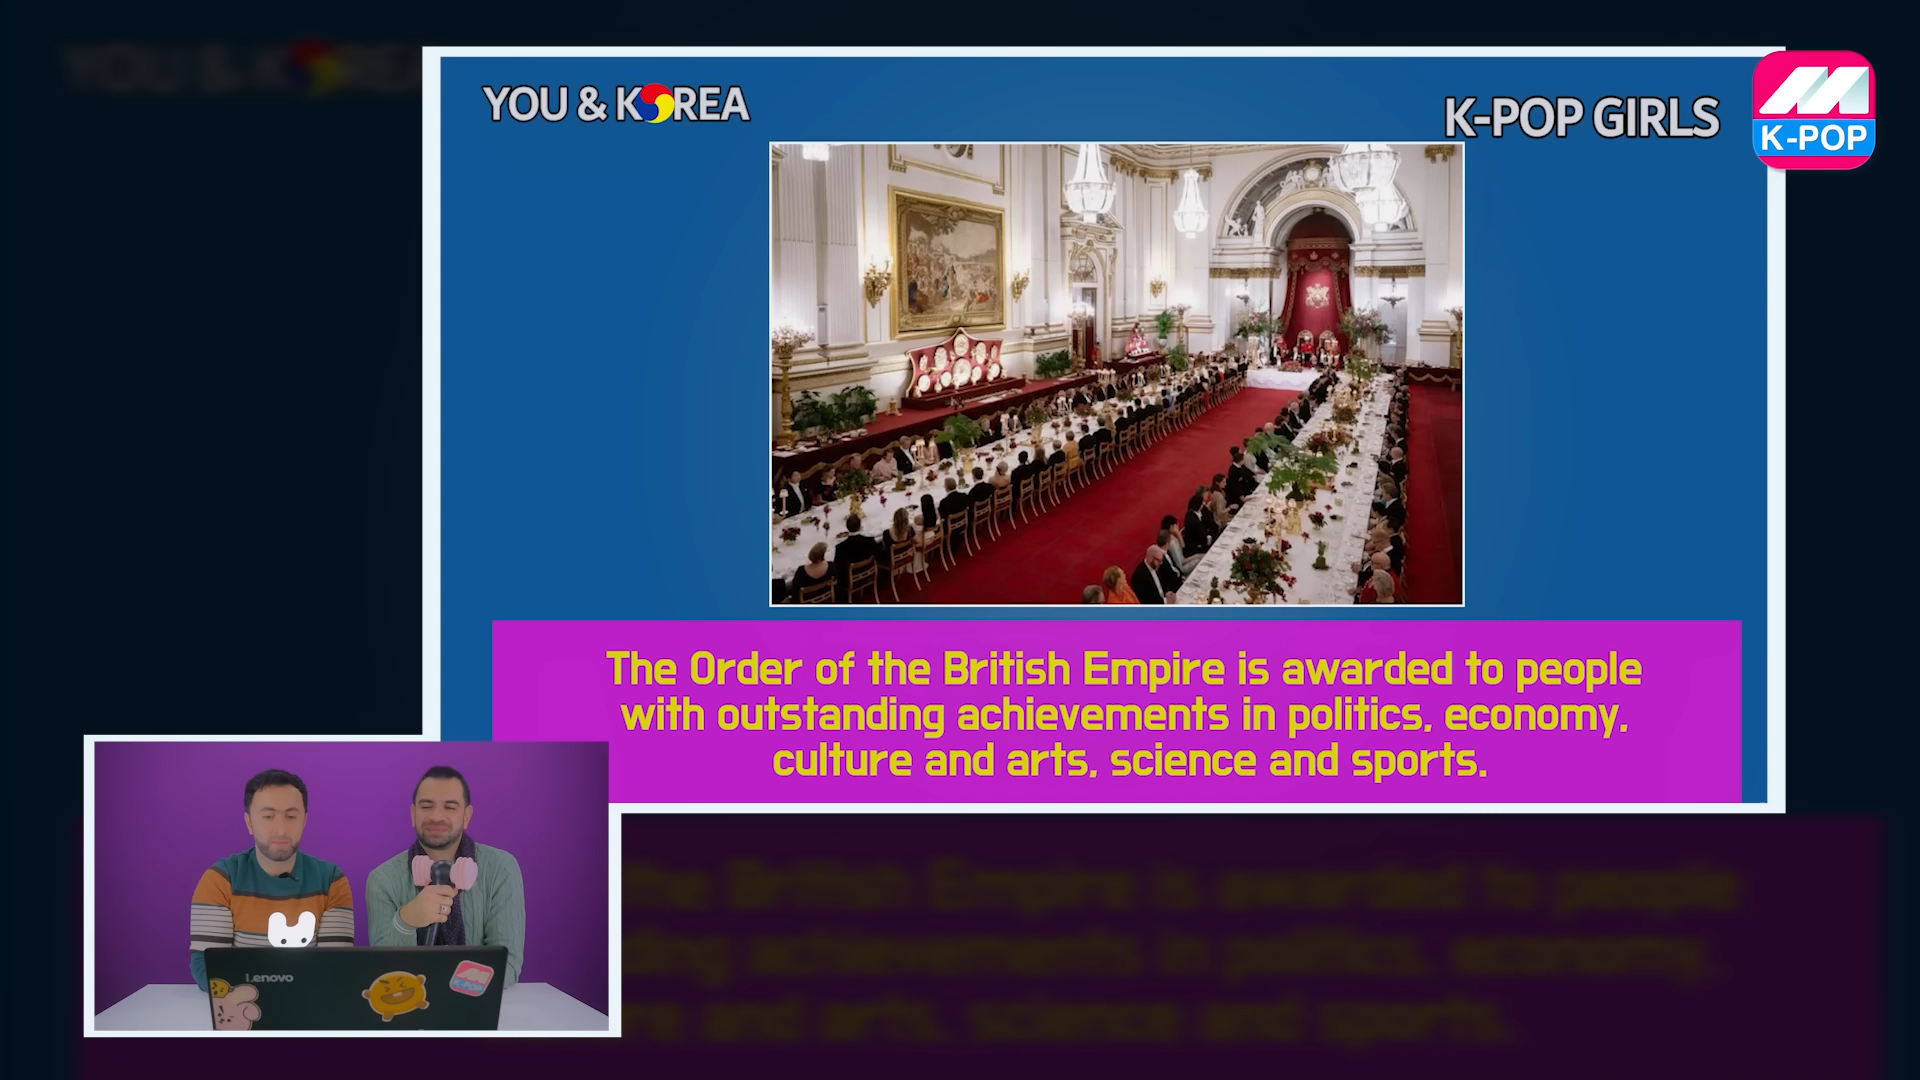 YOU & KOREA
K-POP GIRLS
M
K-POP
The Order of the British Empire is awarded to people
with outstanding achievements in politics, economy,
culture and arts, science and sports.
Lenovo